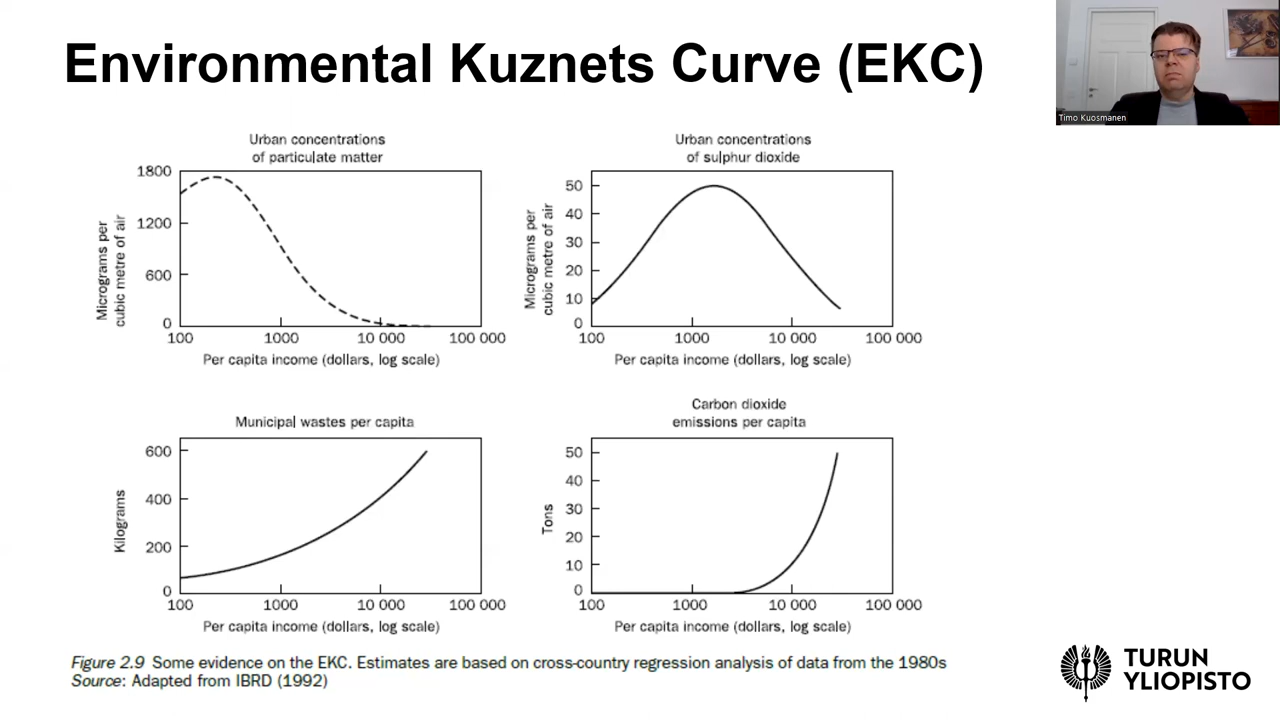 Environmental Kuznets Curve (EKC)
Timo Kuosmanen
Urban concentrations
of particulate matter
1800
1200
600
0
Micrograms per
cubic metre of air
100 1000 10 000 100 000
Per capita income (dollars, log scale)
Urban concentrations
of sulphur dioxide
50
40
30
20
10
0
Micrograms per
cubic metre of air
100 1000 10 000 100 000
Per capita income (dollars, log scale)
Municipal wastes per capita
600
400
200
0
Kilograms
100 1000 10 000 100 000
Per capita income (dollars, log scale)
Carbon dioxide
emissions per capita
50
40
30
20
10
0
Tons
100 1000 10 000 100 000
Per capita income (dollars, log scale)
Figure 2.9 Some evidence on the EKC. Estimates are based on cross-country regression analysis of data from the 1980s
Source: Adapted from IBRD (1992)
TURUN
YLIOPISTO